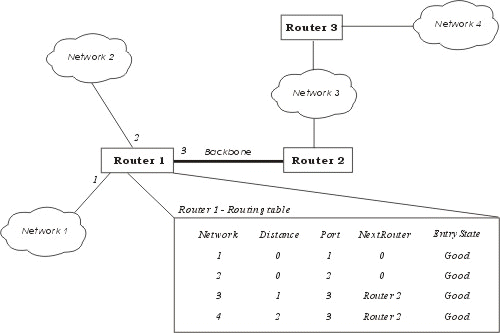 Router 3
Network 4
Network 2
Network 3
2
3 Backbone
Router 1
Router 2
1
Network 1
Router 1 - Routing table
Network Distance Port NextRouter EntryState
1 0 1 0 Good
2 0 2 0 Good
3 1 3 Router 2 Good
4 2 3 Router 2 Good